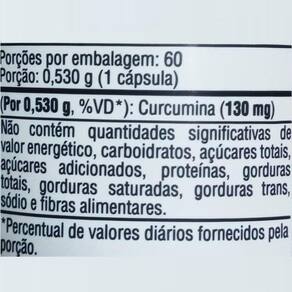 Porções por embalagem: 60
Porção: 0,530 g (1 cápsula)
(Por 0,530 g, %VD*): Curcumina (130 mg)
Não contém quantidades significativas de
valor energético, carboidratos, açúcares totais,
açúcares adicionados, proteínas, gorduras
totais, gorduras saturadas, gorduras trans,
sódio e fibras alimentares.
*Percentual de valores diários fornecidos pela
porção.